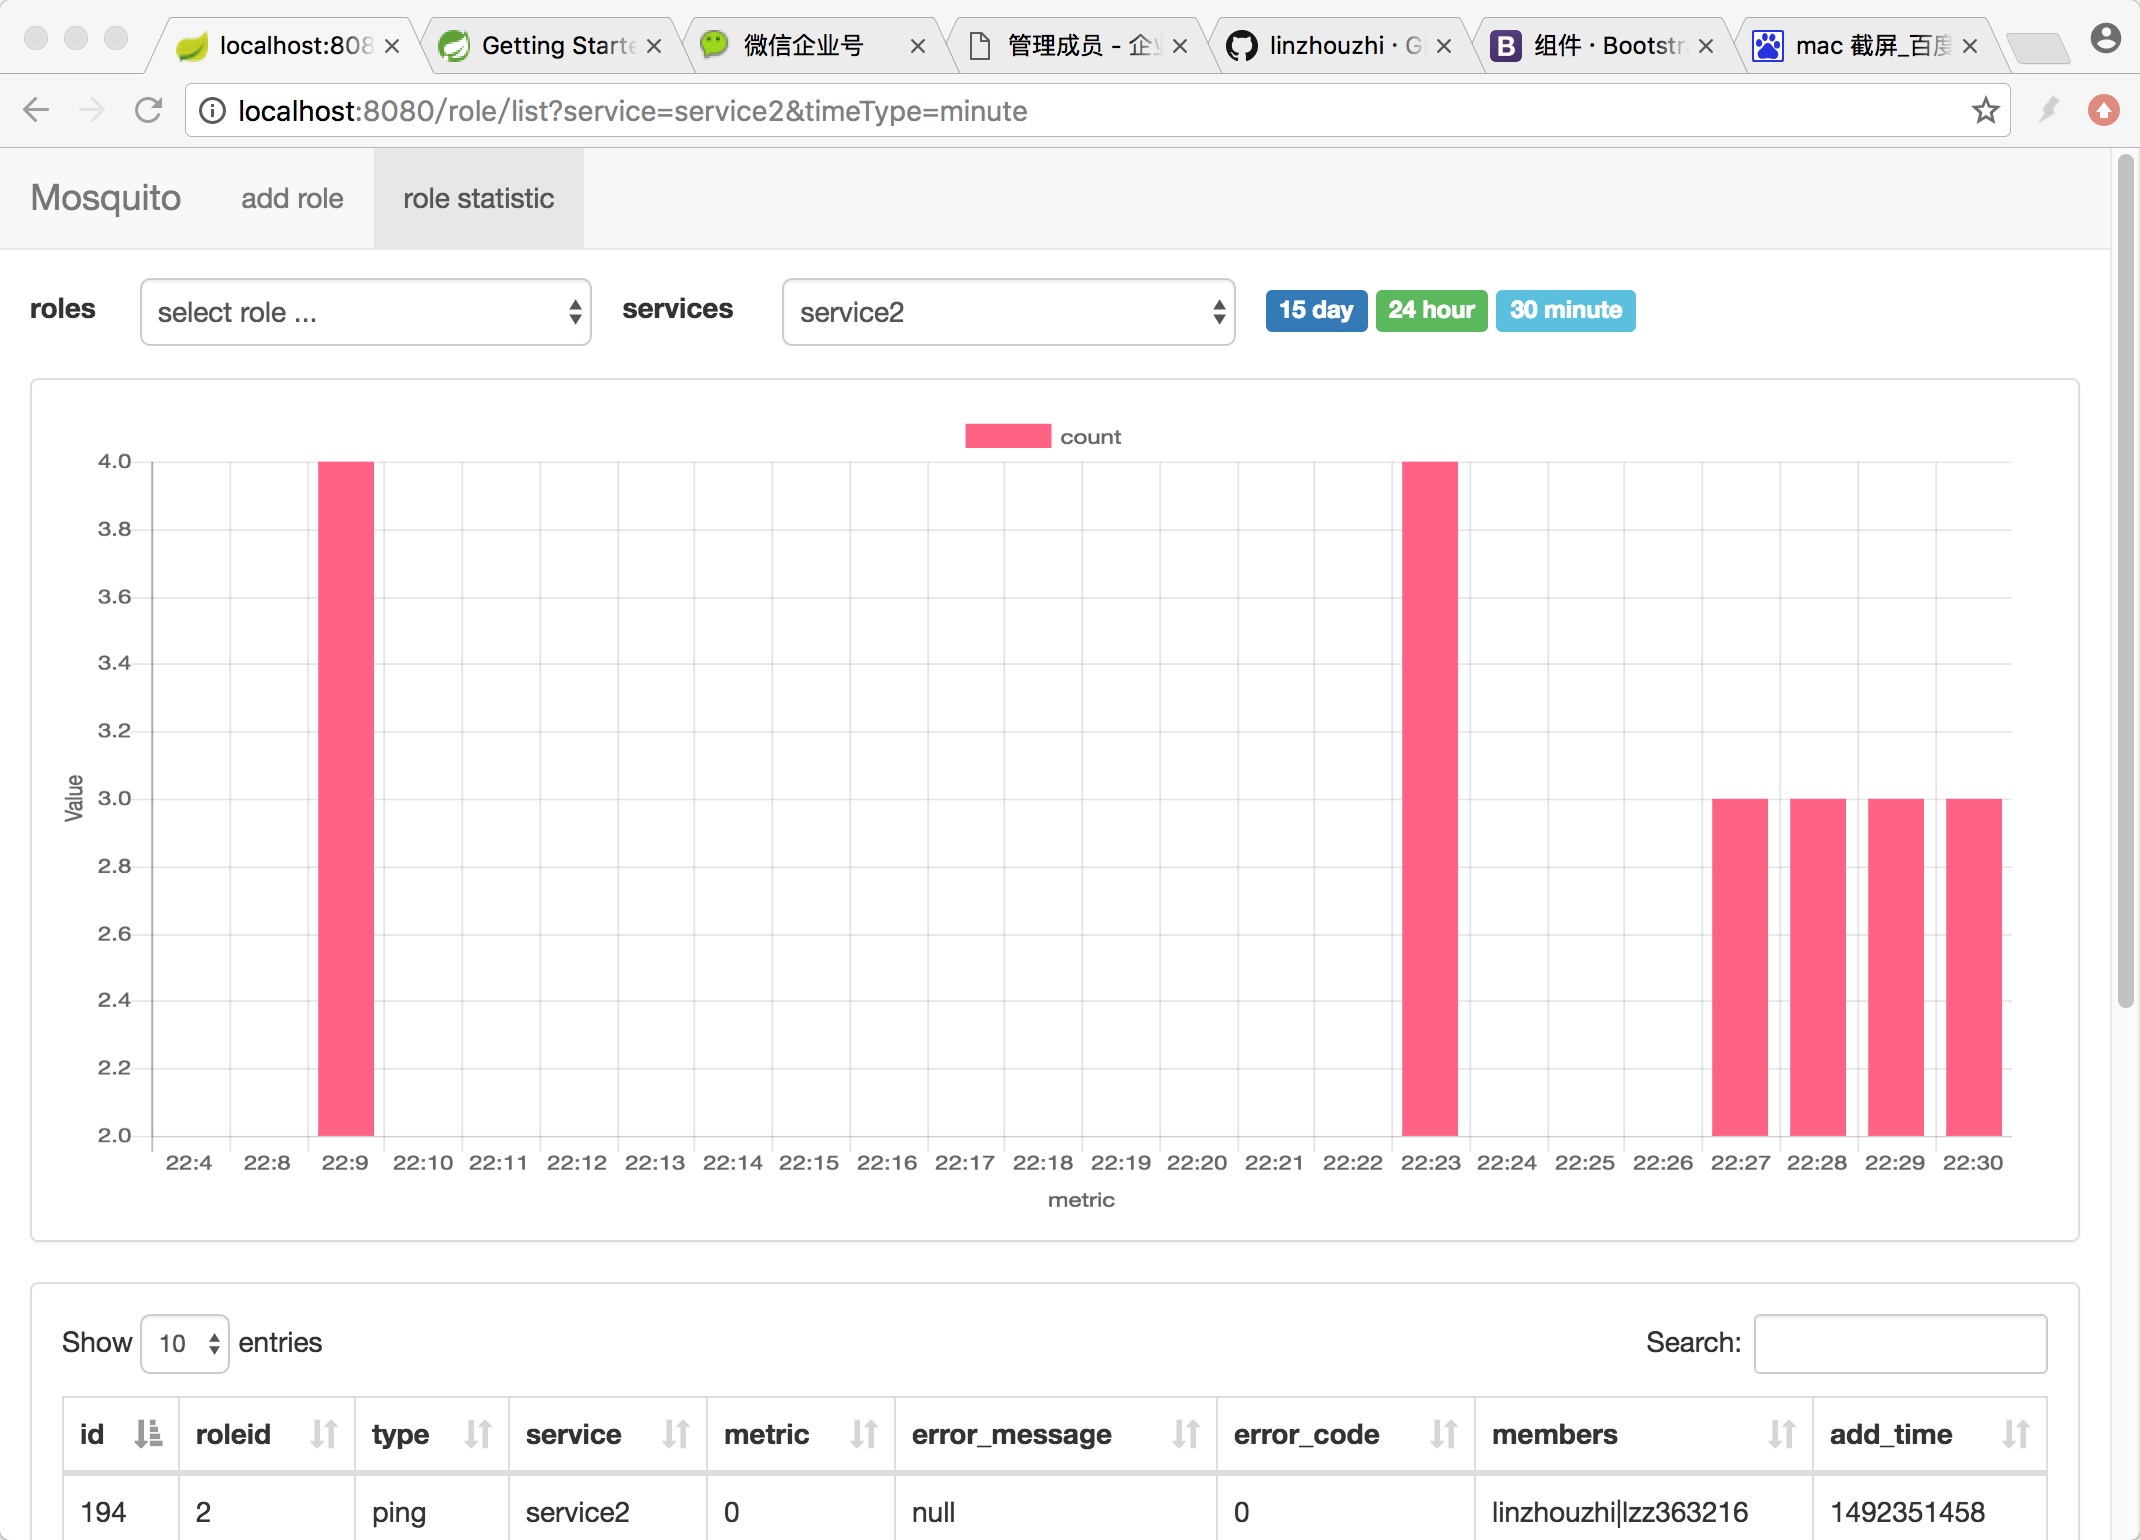 localhost:808 Getting Starte 微信企业号 管理成员 - 企业 linzhouzhi · G 组件 · Bootstr mac 截屏_百度
localhost:8080/role/list?service=service2&timeType=minute
Mosquito add role role statistic
roles select role ... services service2 15 day 24 hour 30 minute
count
4.0
3.8
3.6
3.4
3.2
3.0
2.8
2.6
2.4
2.2
2.0
Value
22:4 22:8 22:9 22:10 22:11 22:12 22:13 22:14 22:15 22:16 22:17 22:18 22:19 22:20 22:21 22:22 22:23 22:24 22:25 22:26 22:27 22:28 22:29 22:30
metric
Show 10 entries Search:
id roleid type service metric error_message error_code members add_time
194 2 ping service2 0 null 0 linzhouzhi|lzz363216 1492351458